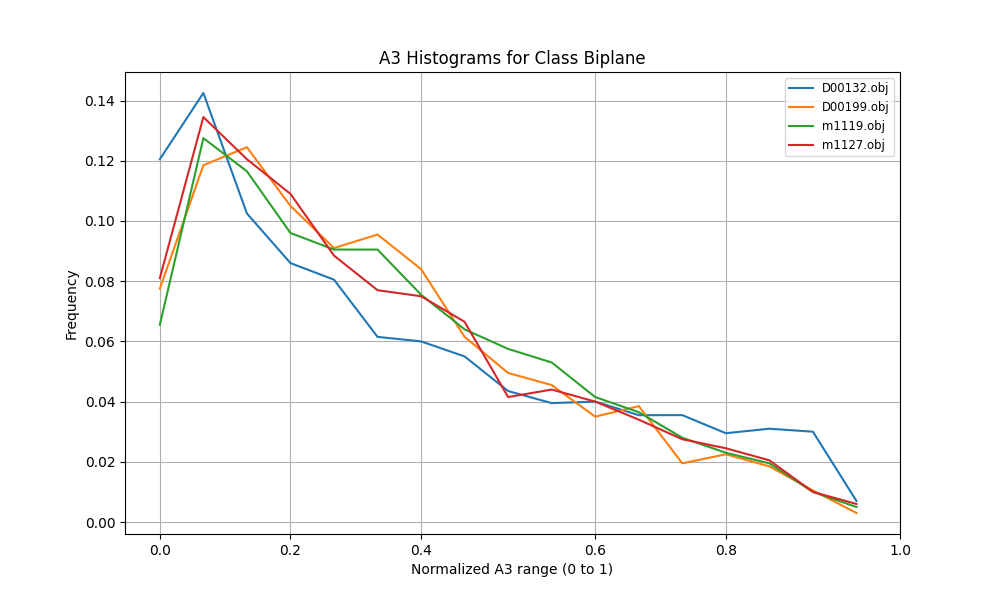 A3 Histograms for Class Biplane
D00132.obj
D00199.obj
m1119.obj
m1127.obj
0.14
0.12
0.10
0.08
0.06
0.04
0.02
0.00
Frequency
0.0 0.2 0.4 0.6 0.8 1.0
Normalized A3 range (0 to 1)